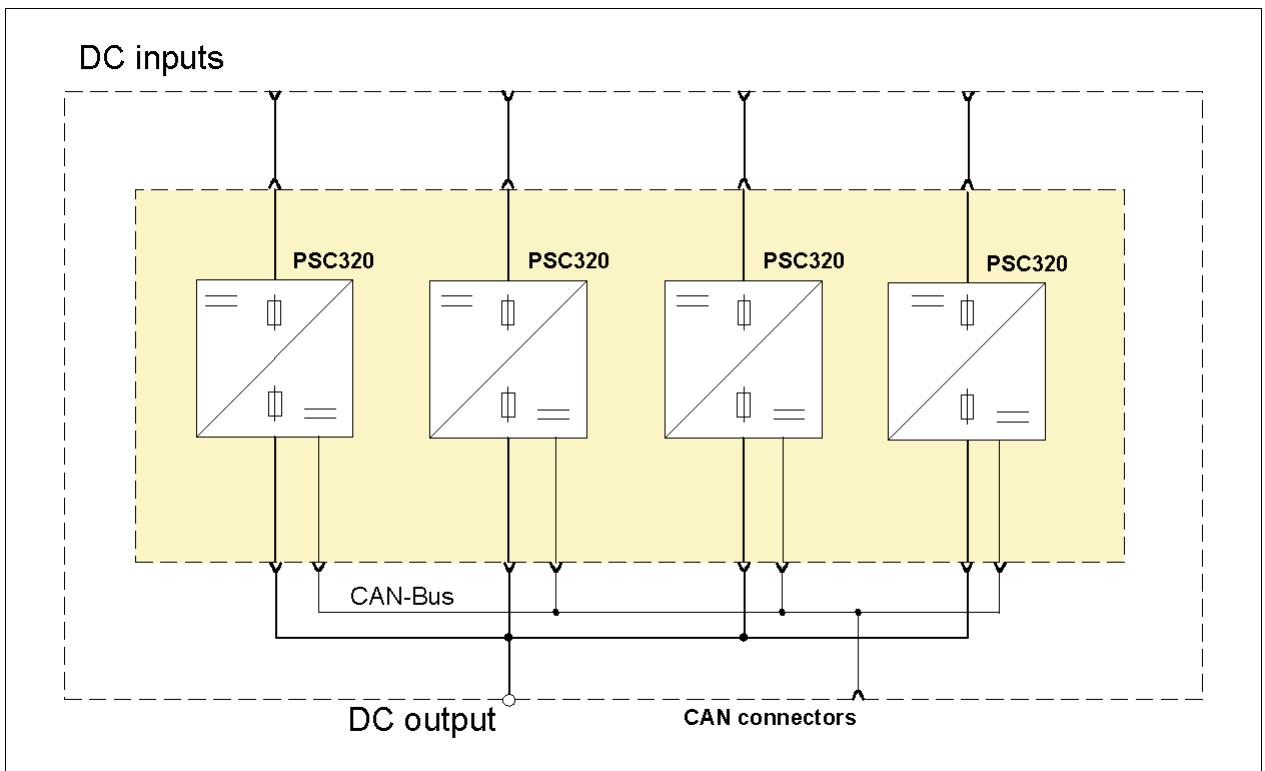 DC inputs
PSC320
PSC320
PSC320
PSC320
CAN-Bus
DC output
CAN connectors